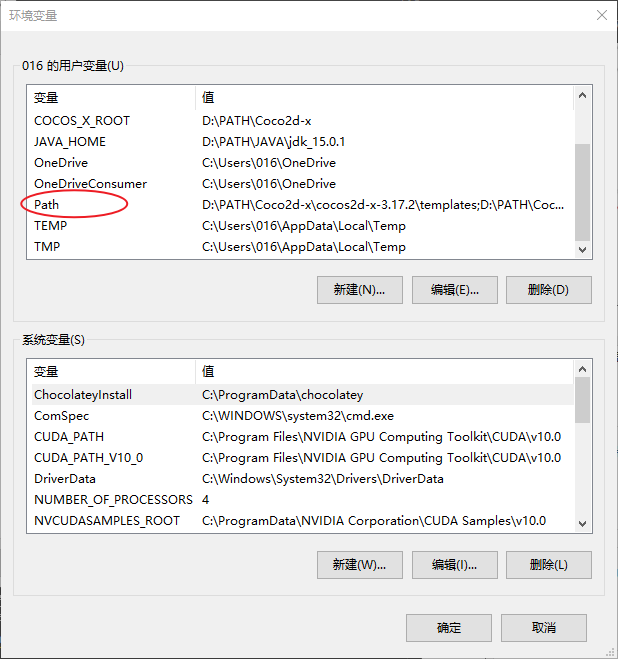 环境变量
016 的用户变量(U)
变量 值
COCOS_X_ROOT D:\PATH\Coco2d-x
JAVA_HOME D:\PATH\JAVA\jdk_15.0.1
OneDrive C:\Users\016\OneDrive
OneDriveConsumer C:\Users\016\OneDrive
Path D:\PATH\Coco2d-x\cocos2d-x-3.17.2\templates;D:\PATH\Coc...
TEMP C:\Users\016\AppData\Local\Temp
TMP C:\Users\016\AppData\Local\Temp
新建(N)... 编辑(E)... 删除(D)
系统变量(S)
变量 值
ChocolateyInstall C:\ProgramData\chocolatey
ComSpec C:\WINDOWS\system32\cmd.exe
CUDA_PATH C:\Program Files\NVIDIA GPU Computing Toolkit\CUDA\v10.0
CUDA_PATH_V10_0 C:\Program Files\NVIDIA GPU Computing Toolkit\CUDA\v10.0
DriverData C:\Windows\System32\Drivers\DriverData
NUMBER_OF_PROCESSORS 4
NVCUDASAMPLES_ROOT C:\ProgramData\NVIDIA Corporation\CUDA Samples\v10.0
新建(W)... 编辑(I)... 删除(L)
确定 取消